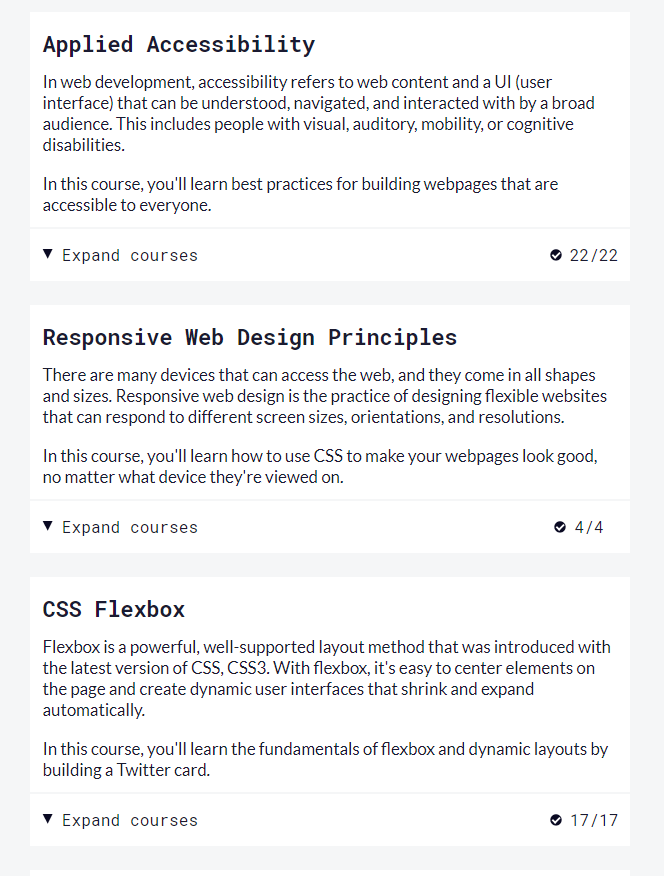 Applied Accessibility
In web development, accessibility refers to web content and a UI (user
interface) that can be understood, navigated, and interacted with by a broad
audience. This includes people with visual, auditory, mobility, or cognitive
disabilities.
In this course, you'll learn best practices for building webpages that are
accessible to everyone.
Expand courses 22/22
Responsive Web Design Principles
There are many devices that can access the web, and they come in all shapes
and sizes. Responsive web design is the practice of designing flexible websites
that can respond to different screen sizes, orientations, and resolutions.
In this course, you'll learn how to use CSS to make your webpages look good,
no matter what device they're viewed on.
Expand courses 4/4
CSS Flexbox
Flexbox is a powerful, well-supported layout method that was introduced with
the latest version of CSS, CSS3. With flexbox, it's easy to center elements on
the page and create dynamic user interfaces that shrink and expand
automatically.
In this course, you'll learn the fundamentals of flexbox and dynamic layouts by
building a Twitter card.
Expand courses 17/17